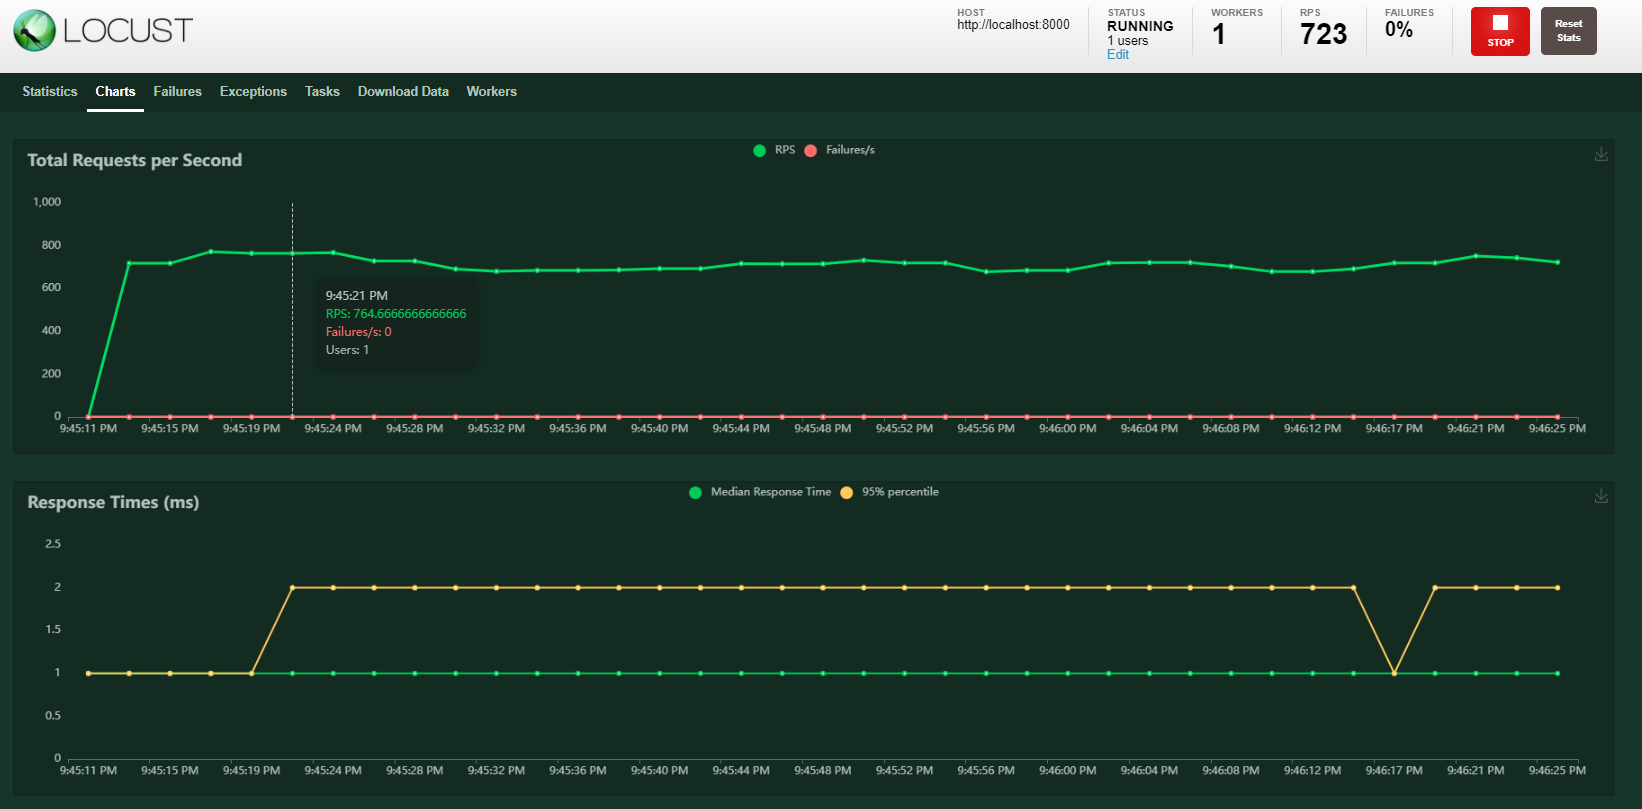 LOCUST
HOST
http://localhost:8000
STATUS
RUNNING
1 users
Edit
WORKERS
1
RPS
723
FAILURES
0%
STOP
Reset
Stats
Statistics Charts Failures Exceptions Tasks Download Data Workers
Total Requests per Second
RPS Failures/s
1,000
800
600
400
200
0
9:45:21 PM
RPS: 764.6666666666666
Failures/s: 0
Users: 1
9:45:11 PM 9:45:15 PM 9:45:19 PM 9:45:24 PM 9:45:28 PM 9:45:32 PM 9:45:36 PM 9:45:40 PM 9:45:44 PM 9:45:48 PM 9:45:52 PM 9:45:56 PM 9:46:00 PM 9:46:04 PM 9:46:08 PM 9:46:12 PM 9:46:17 PM 9:46:21 PM 9:46:25 PM
Response Times (ms)
Median Response Time 95% percentile
2.5
2
1.5
1
0.5
0
9:45:11 PM 9:45:15 PM 9:45:19 PM 9:45:24 PM 9:45:28 PM 9:45:32 PM 9:45:36 PM 9:45:40 PM 9:45:44 PM 9:45:48 PM 9:45:52 PM 9:45:56 PM 9:46:00 PM 9:46:04 PM 9:46:08 PM 9:46:12 PM 9:46:17 PM 9:46:21 PM 9:46:25 PM